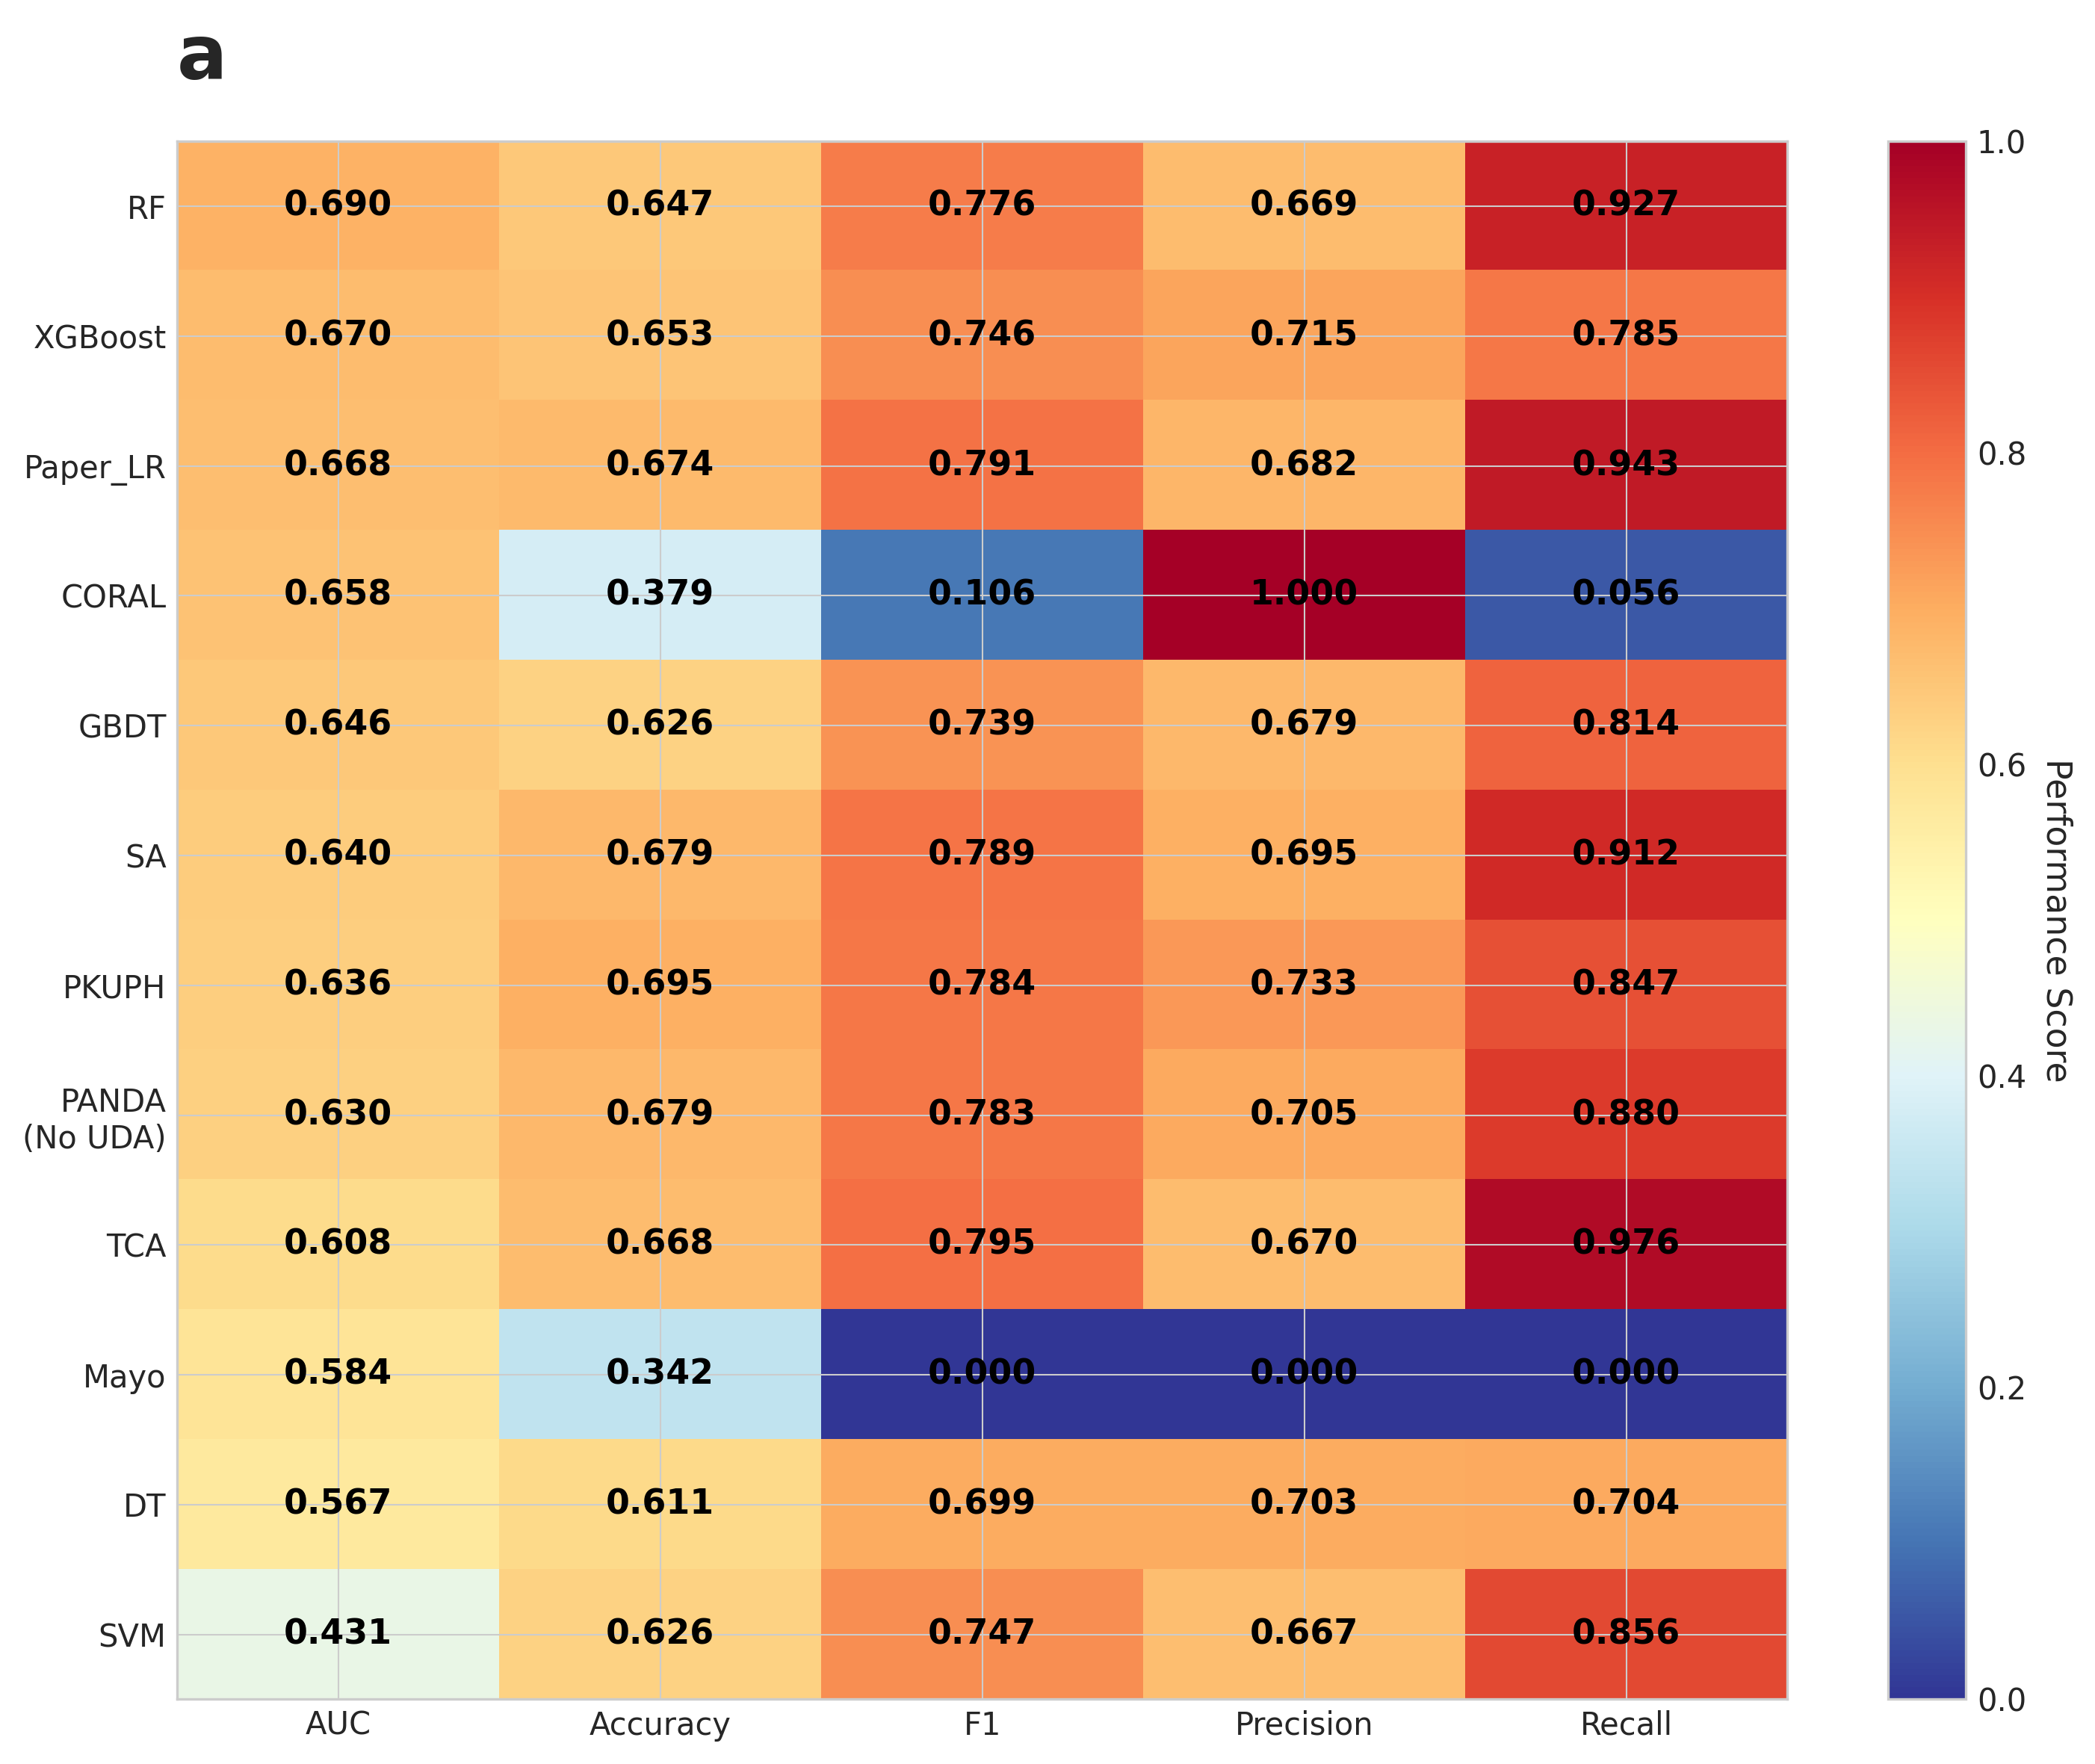 a
RF 0.690 0.647 0.776 0.669 0.927
XGBoost 0.670 0.653 0.746 0.715 0.785
Paper_LR 0.668 0.674 0.791 0.682 0.943
CORAL 0.658 0.379 0.106 1.000 0.056
GBDT 0.646 0.626 0.739 0.679 0.814
SA 0.640 0.679 0.789 0.695 0.912
PKUPH 0.636 0.695 0.784 0.733 0.847
PANDA
(No UDA) 0.630 0.679 0.783 0.705 0.880
TCA 0.608 0.668 0.795 0.670 0.976
Mayo 0.584 0.342 0.000 0.000 0.000
DT 0.567 0.611 0.699 0.703 0.704
SVM 0.431 0.626 0.747 0.667 0.856
AUC Accuracy F1 Precision Recall
1.0
0.8
0.6
0.4
0.2
0.0
Performance Score